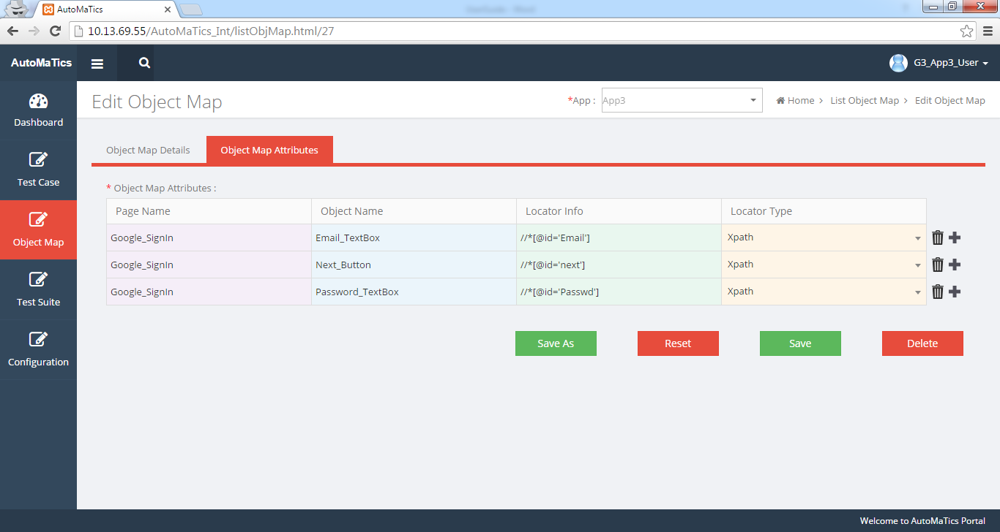 AutoMaTics
10.13.69.55/AutoMaTics_Int/listObjMap.html/27
AutoMaTics
G3_App3_User
Edit Object Map
*App :
App3
Home > List Object Map > Edit Object Map
Dashboard
Test Case
Object Map
Test Suite
Configuration
Object Map Details
Object Map Attributes
* Object Map Attributes :
Page Name Object Name Locator Info Locator Type
Google_SignIn Email_TextBox //*[@id='Email'] Xpath
Google_SignIn Next_Button //*[@id='next'] Xpath
Google_SignIn Password_TextBox //*[@id='Passwd'] Xpath
Save As Reset Save Delete
Welcome to AutoMaTics Portal